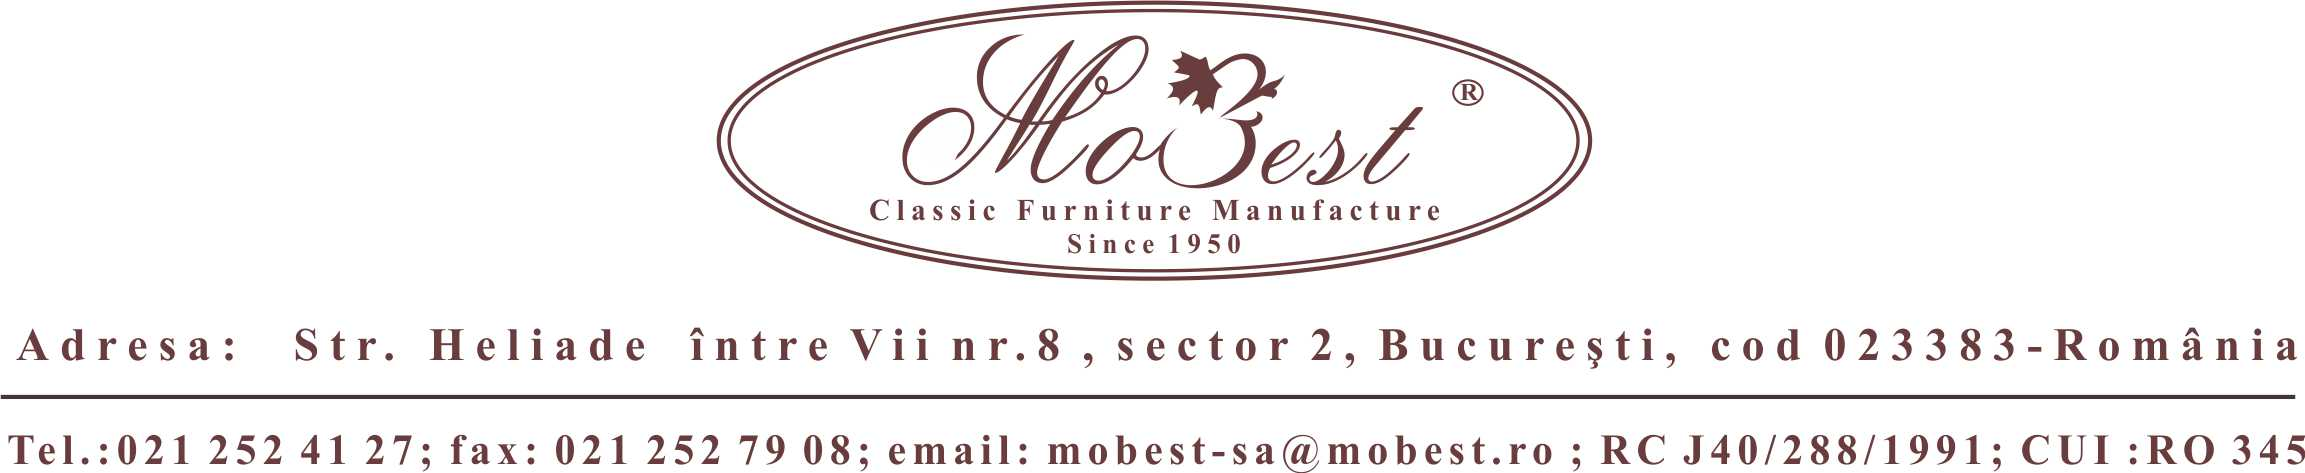 MoBest ®
Classic Furniture Manufacture
Since 1950
Adresa: Str. Heliade între Vii nr.8 , sector 2, Bucureşti, cod 023383-România
Tel.:021 252 41 27; fax: 021 252 79 08; email: mobest-sa@mobest.ro ; RC J40/288/1991; CUI :RO 345